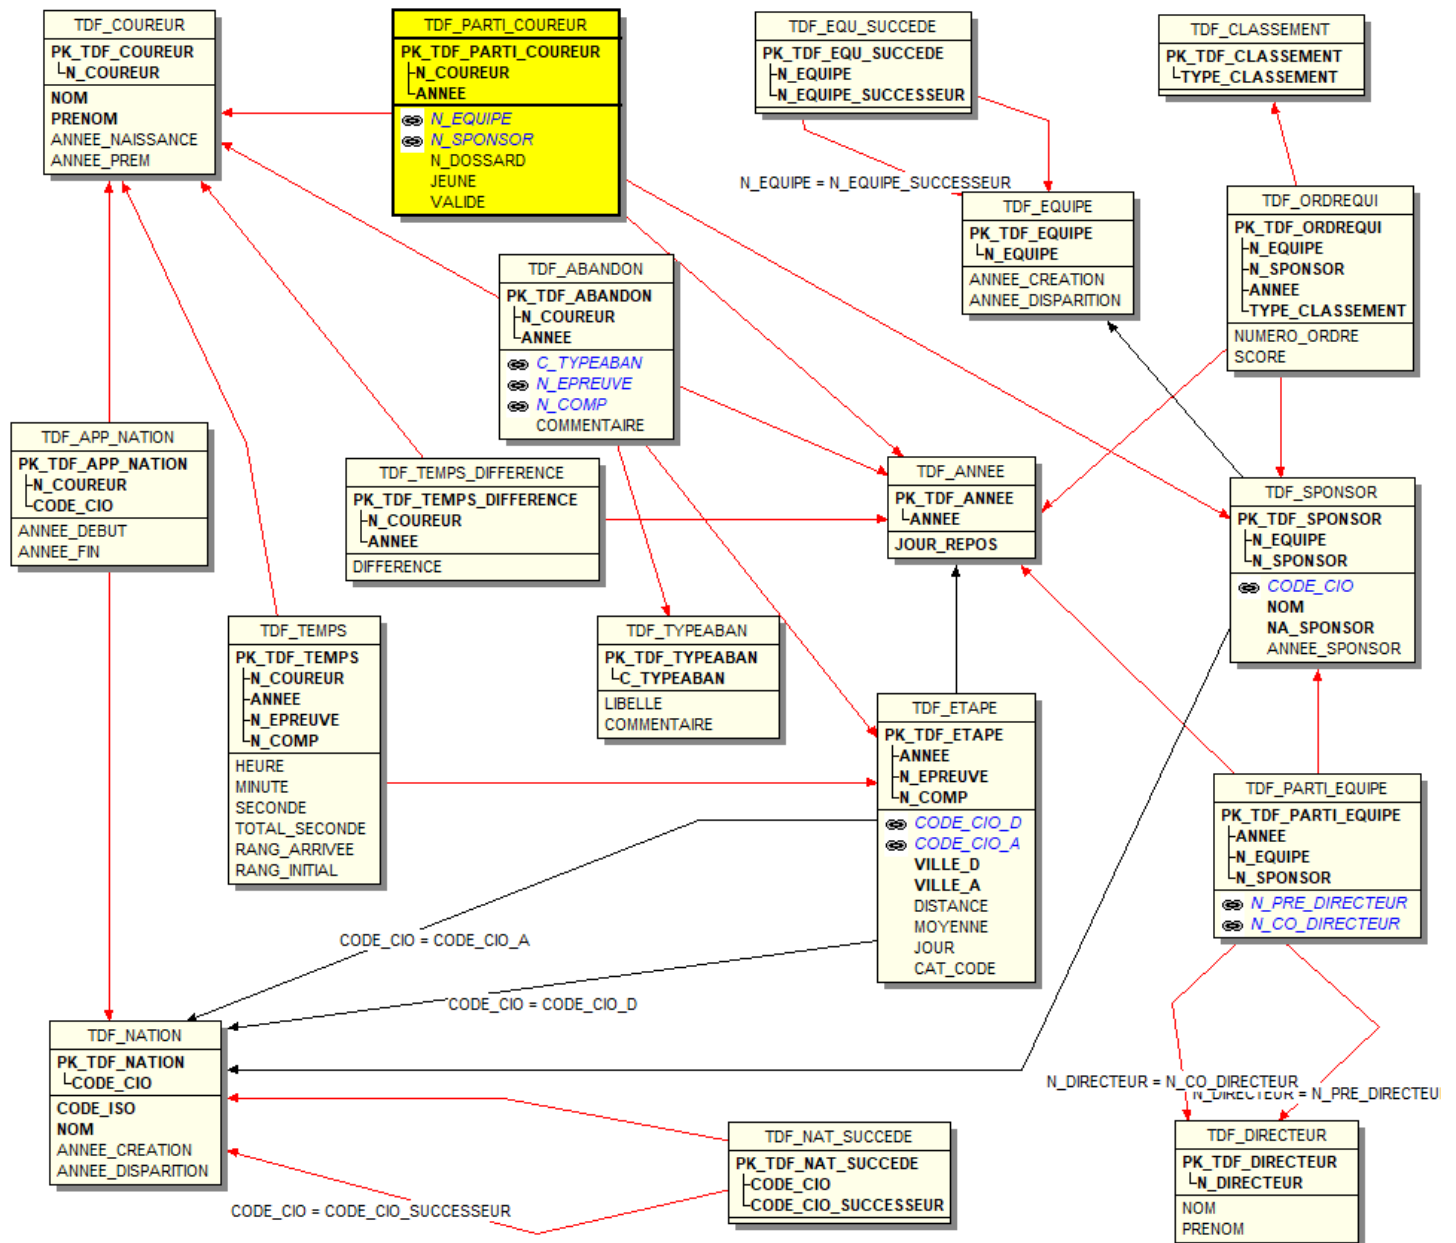 TDF_COUREUR
PK_TDF_COUREUR
N_COUREUR
NOM
PRENOM
ANNEE_NAISSANCE
ANNEE_PREM
TDF_PARTI_COUREUR
PK_TDF_PARTI_COUREUR
N_COUREUR
ANNEE
N_EQUIPE
N_SPONSOR
N_DOSSARD
JEUNE
VALIDE
TDF_EQU_SUCCEDE
PK_TDF_EQU_SUCCEDE
N_EQUIPE
N_EQUIPE_SUCCESSEUR
TDF_CLASSEMENT
PK_TDF_CLASSEMENT
TYPE_CLASSEMENT
N_EQUIPE = N_EQUIPE_SUCCESSEUR
TDF_EQUIPE
PK_TDF_EQUIPE
N_EQUIPE
ANNEE_CREATION
ANNEE_DISPARITION
TDF_ORDREQUI
PK_TDF_ORDREQUI
N_EQUIPE
N_SPONSOR
ANNEE
TYPE_CLASSEMENT
NUMERO_ORDRE
SCORE
TDF_ABANDON
PK_TDF_ABANDON
N_COUREUR
ANNEE
C_TYPEABAN
N_EPREUVE
N_COMP
COMMENTAIRE
TDF_APP_NATION
PK_TDF_APP_NATION
N_COUREUR
CODE_CIO
ANNEE_DEBUT
ANNEE_FIN
TDF_TEMPS_DIFFERENCE
PK_TDF_TEMPS_DIFFERENCE
N_COUREUR
ANNEE
DIFFERENCE
TDF_ANNEE
PK_TDF_ANNEE
ANNEE
JOUR_REPOS
TDF_SPONSOR
PK_TDF_SPONSOR
N_EQUIPE
N_SPONSOR
CODE_CIO
NOM
NA_SPONSOR
ANNEE_SPONSOR
TDF_TEMPS
PK_TDF_TEMPS
N_COUREUR
ANNEE
N_EPREUVE
N_COMP
HEURE
MINUTE
SECONDE
TOTAL_SECONDE
RANG_ARRIVEE
RANG_INITIAL
TDF_TYPEABAN
PK_TDF_TYPEABAN
C_TYPEABAN
LIBELLE
COMMENTAIRE
TDF_ETAPE
PK_TDF_ETAPE
ANNEE
N_EPREUVE
N_COMP
CODE_CIO_D
CODE_CIO_A
VILLE_D
VILLE_A
DISTANCE
MOYENNE
JOUR
CAT_CODE
TDF_PARTI_EQUIPE
PK_TDF_PARTI_EQUIPE
ANNEE
N_EQUIPE
N_SPONSOR
N_PRE_DIRECTEUR
N_CO_DIRECTEUR
CODE_CIO = CODE_CIO_A
CODE_CIO = CODE_CIO_D
TDF_NATION
PK_TDF_NATION
CODE_CIO
CODE_ISO
NOM
ANNEE_CREATION
ANNEE_DISPARITION
N_DIRECTEUR = N_CO_DIRECTEUR
N_DIRECTEUR = N_PRE_DIRECTEU
TDF_NAT_SUCCEDE
PK_TDF_NAT_SUCCEDE
CODE_CIO
CODE_CIO_SUCCESSEUR
CODE_CIO = CODE_CIO_SUCCESSEUR
TDF_DIRECTEUR
PK_TDF_DIRECTEUR
N_DIRECTEUR
NOM
PRENOM